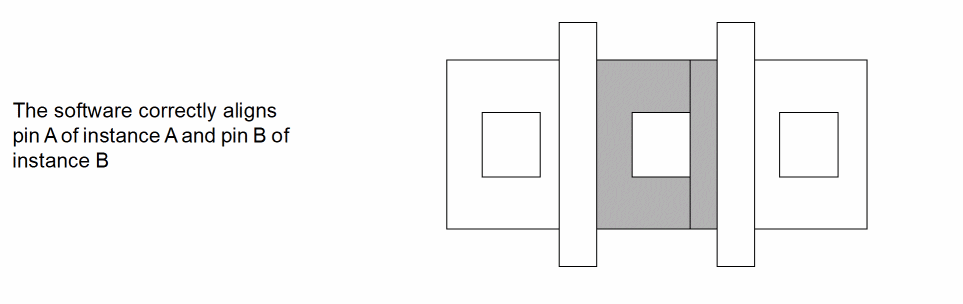 The software correctly aligns
pin A of instance A and pin B of
instance B